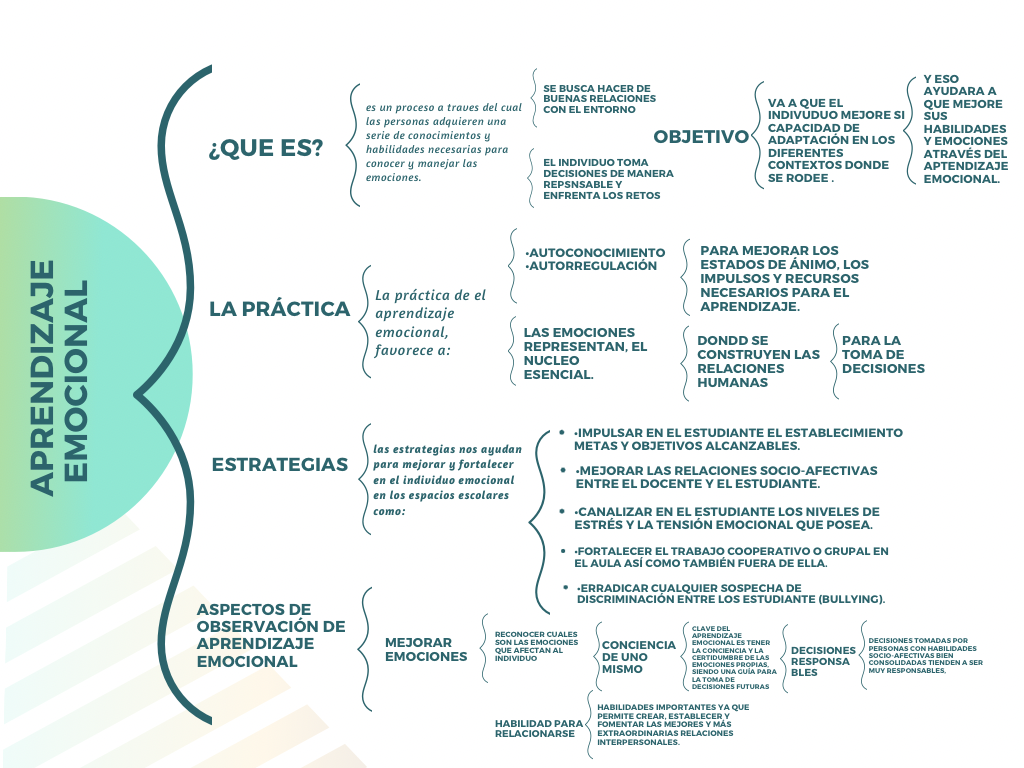 APRENDIZAJE
EMOCIONAL
¿QUE ES?
es un proceso a traves del cual
las personas adquieren una
serie de conocimientos y
habilidades necesarias para
conocer y manejar las
emociones.
SE BUSCA HACER DE
BUENAS RELACIONES
CON EL ENTORNO
EL INDIVIDUO TOMA
DECISIONES DE MANERA
REPSNSABLE Y
ENFRENTA LOS RETOS
OBJETIVO
VA A QUE EL
INDIVUDUO MEJORE SI
CAPACIDAD DE
ADAPTACIÓN EN LOS
DIFERENTES
CONTEXTOS DONDE
SE RODEE .
Y ESO
AYUDARA A
QUE MEJORE
SUS
HABILIDADES
Y EMOCIONES
ATRAVÉS DEL
APTENDIZAJE
EMOCIONAL.
LA PRÁCTICA
La práctica de el
aprendizaje
emocional,
favorece a:
•AUTOCONOCIMIENTO
•AUTORREGULACIÓN
PARA MEJORAR LOS
ESTADOS DE ÁNIMO, LOS
IMPULSOS Y RECURSOS
NECESARIOS PARA EL
APRENDIZAJE.
LAS EMOCIONES
REPRESENTAN, EL
NUCLEO
ESENCIAL.
DONDD SE
CONSTRUYEN LAS
RELACIONES
HUMANAS
PARA LA
TOMA DE
DECISIONES
ESTRATEGIAS
las estrategias nos ayudan
para mejorar y fortalecer
en el individuo emocional
en los espacios escolares
como:
• •IMPULSAR EN EL ESTUDIANTE EL ESTABLECIMIENTO
METAS Y OBJETIVOS ALCANZABLES.
• •MEJORAR LAS RELACIONES SOCIO-AFECTIVAS
ENTRE EL DOCENTE Y EL ESTUDIANTE.
• •CANALIZAR EN EL ESTUDIANTE LOS NIVELES DE
ESTRÉS Y LA TENSIÓN EMOCIONAL QUE POSEA.
• •FORTALECER EL TRABAJO COOPERATIVO O GRUPAL EN
EL AULA ASÍ COMO TAMBIÉN FUERA DE ELLA.
• •ERRADICAR CUALQUIER SOSPECHA DE
DISCRIMINACIÓN ENTRE LOS ESTUDIANTE (BULLYING).
ASPECTOS DE
OBSERVACIÓN DE
APRENDIZAJE
EMOCIONAL
MEJORAR
EMOCIONES
RECONOCER CUALES
SON LAS EMOCIONES
QUE AFECTAN AL
INDIVIDUO
CONCIENCIA
DE UNO
MISMO
CLAVE DEL
APRENDIZAJE
EMOCIONAL ES TENER
LA CONCIENCIA Y LA
CERTIDUMBRE DE LAS
EMOCIONES PROPIAS,
SIENDO UNA GUÍA PARA
LA TOMA DE
DECISIONES FUTURAS
DECISIONES
RESPONSA
BLES
DECISIONES TOMADAS POR
PERSONAS CON HABILIDADES
SOCIO-AFECTIVAS BIEN
CONSOLIDADAS TIENDEN A SER
MUY RESPONSABLES,
HABILIDAD PARA
RELACIONARSE
HABILIDADES IMPORTANTES YA QUE
PERMITE CREAR, ESTABLECER Y
FOMENTAR LAS MEJORES Y MÁS
EXTRAORDINARIAS RELACIONES
INTERPERSONALES.